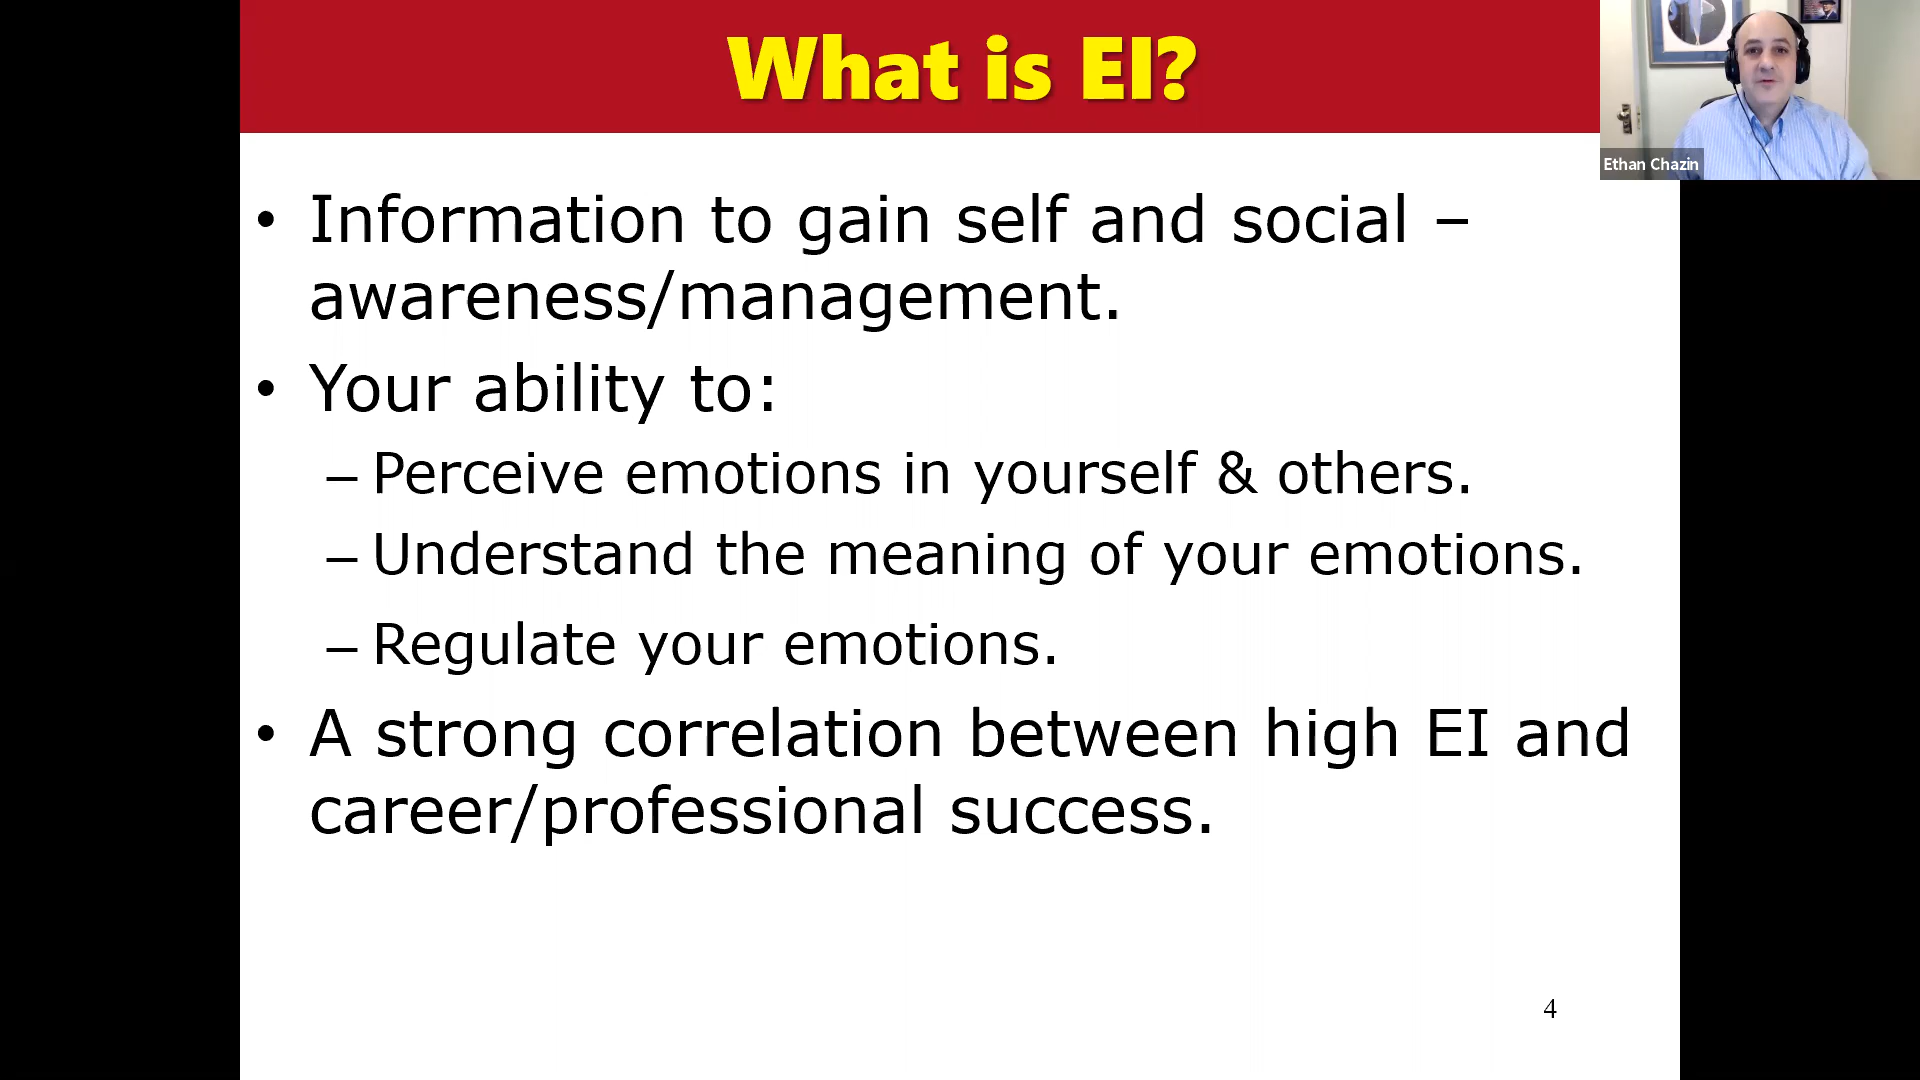 What is EI?
Ethan Chazin
• Information to gain self and social –
awareness/management.
• Your ability to:
– Perceive emotions in yourself & others.
– Understand the meaning of your emotions.
– Regulate your emotions.
• A strong correlation between high EI and
career/professional success.
4